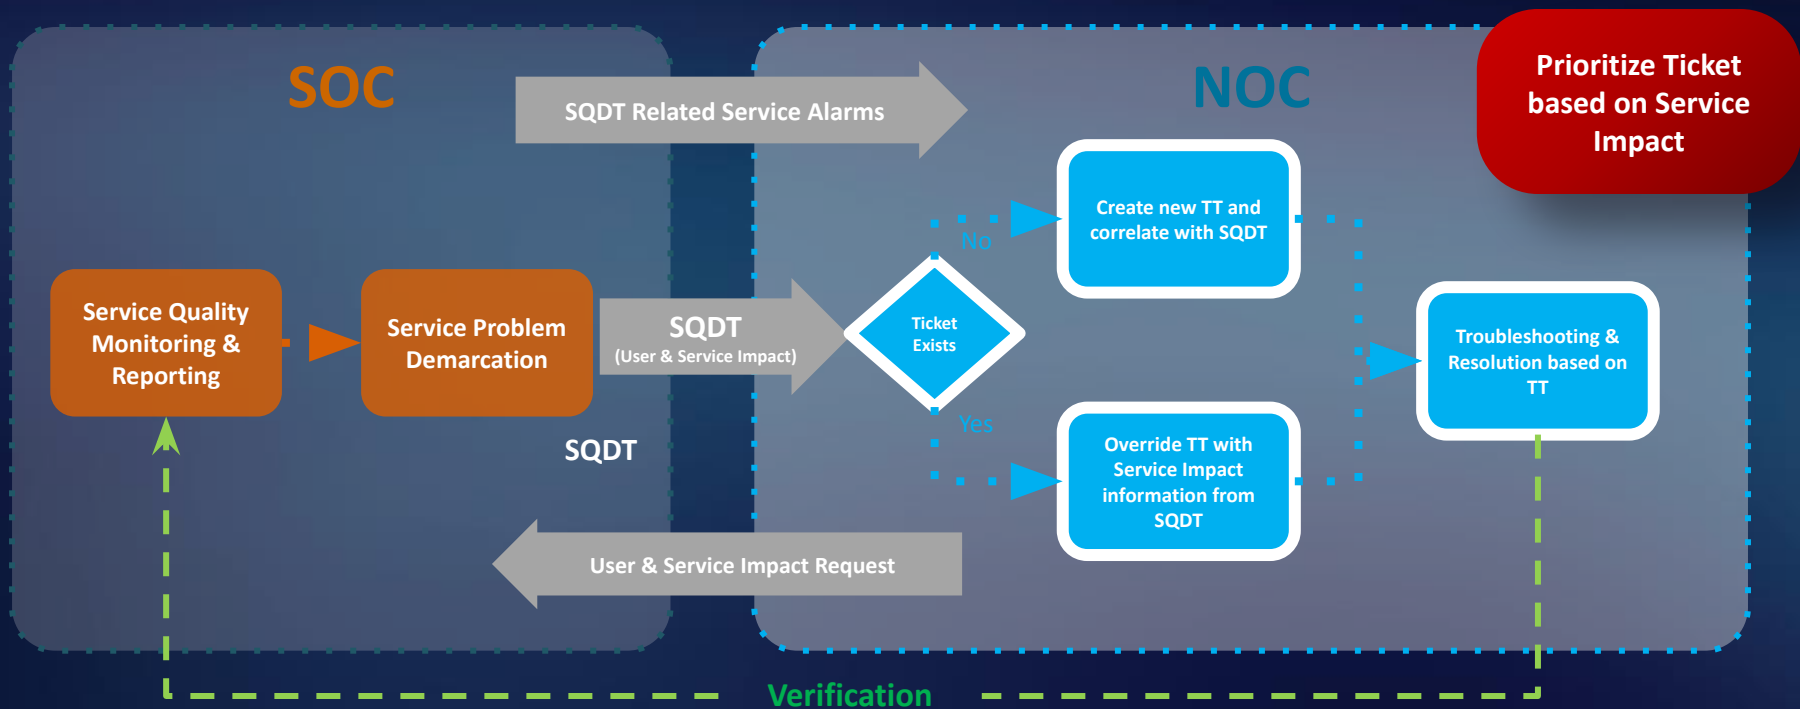 SOC
NOC
Prioritize Ticket
based on Service
Impact
SQDT Related Service Alarms
Create new TT and
correlate with SQDT
No
Service Quality
Monitoring &
Reporting
Service Problem
Demarcation
SQDT
(User & Service Impact)
Ticket
Exists
Troubleshooting &
Resolution based on
TT
Yes
SQDT
Override TT with
Service Impact
information from
SQDT
User & Service Impact Request
Verification